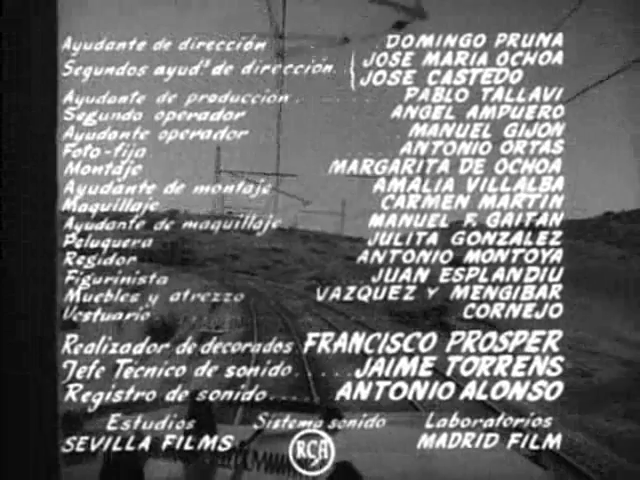 Ayudante de dirección DOMINGO PRUNA
Segundos ayud.s de dirección JOSE MARIA OCHOA
JOSE CASTEDO
Ayudante de producción. PABLO TALLAVI
Segundo operador ANGEL AMPUERO
Ayudante operador MANUEL GIJON
Foto-fija ANTONIO ORTAS
Montaje MARGARITA DE OCHOA
Ayudante de montaje AMALIA VILLALBA
Maquillaje CARMEN MARTIN
Ayudante de maquillaje MANUEL F. GAITAN
Peluquera JULITA GONZALEZ
Regidor ANTONIO MONTOYA
Figurinista JUAN ESPLANDIU
Muebles y atrezzo VAZQUEZ Y MENGIBAR
Vestuario CORNEJO
Realizador de decorados. FRANCISCO PROSPER
Jefe Técnico de sonido..... JAIME TORRENS
Registro de sonido..... ANTONIO ALONSO
Estudios Sistema sonido Laboratorios
SEVILLA FILMS RCA MADRID FILM